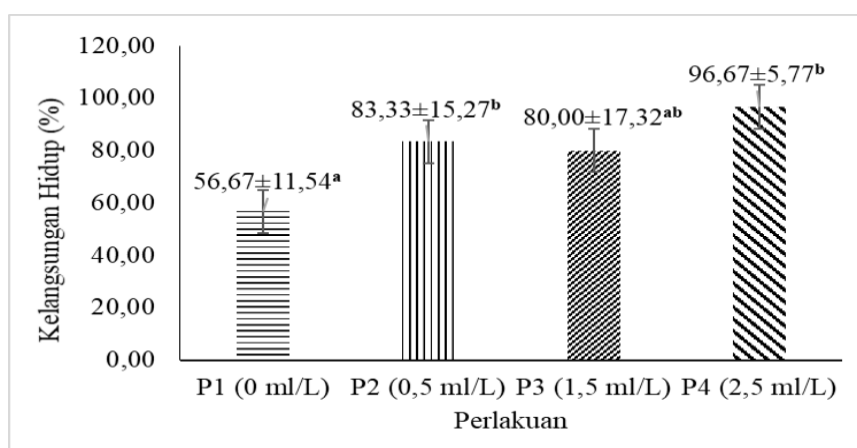 120,00
100,00
80,00
60,00
40,00
20,00
0,00
Kelangsungan Hidup (%)
56,67±11,54ᵃ
83,33±15,27ᵇ
80,00±17,32ᵃᵇ
96,67±5,77ᵇ
P1 (0 ml/L) P2 (0,5 ml/L) P3 (1,5 ml/L) P4 (2,5 ml/L)
Perlakuan